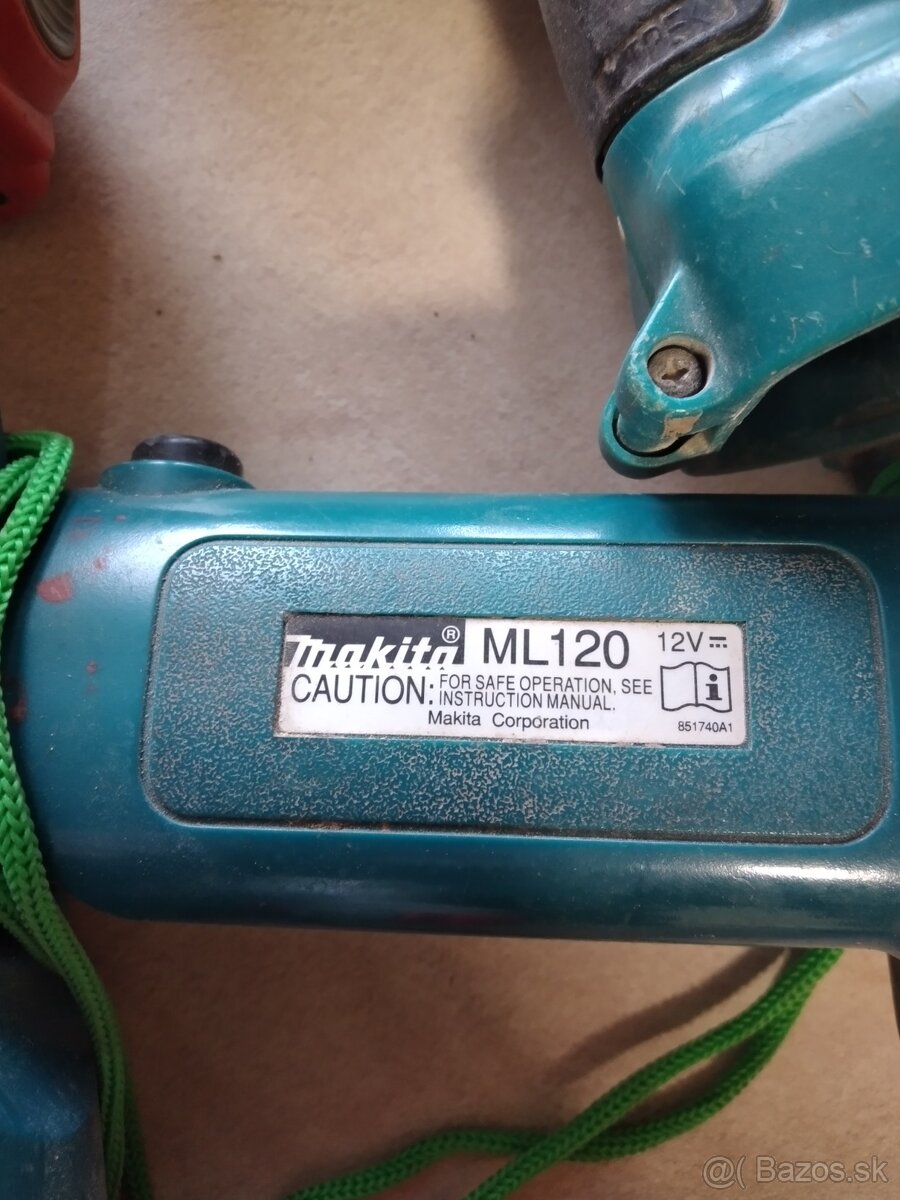 makita® ML120 12V
CAUTION: FOR SAFE OPERATION, SEE
INSTRUCTION MANUAL.
Makita Corporation
851740A1
@( Bazos.sk